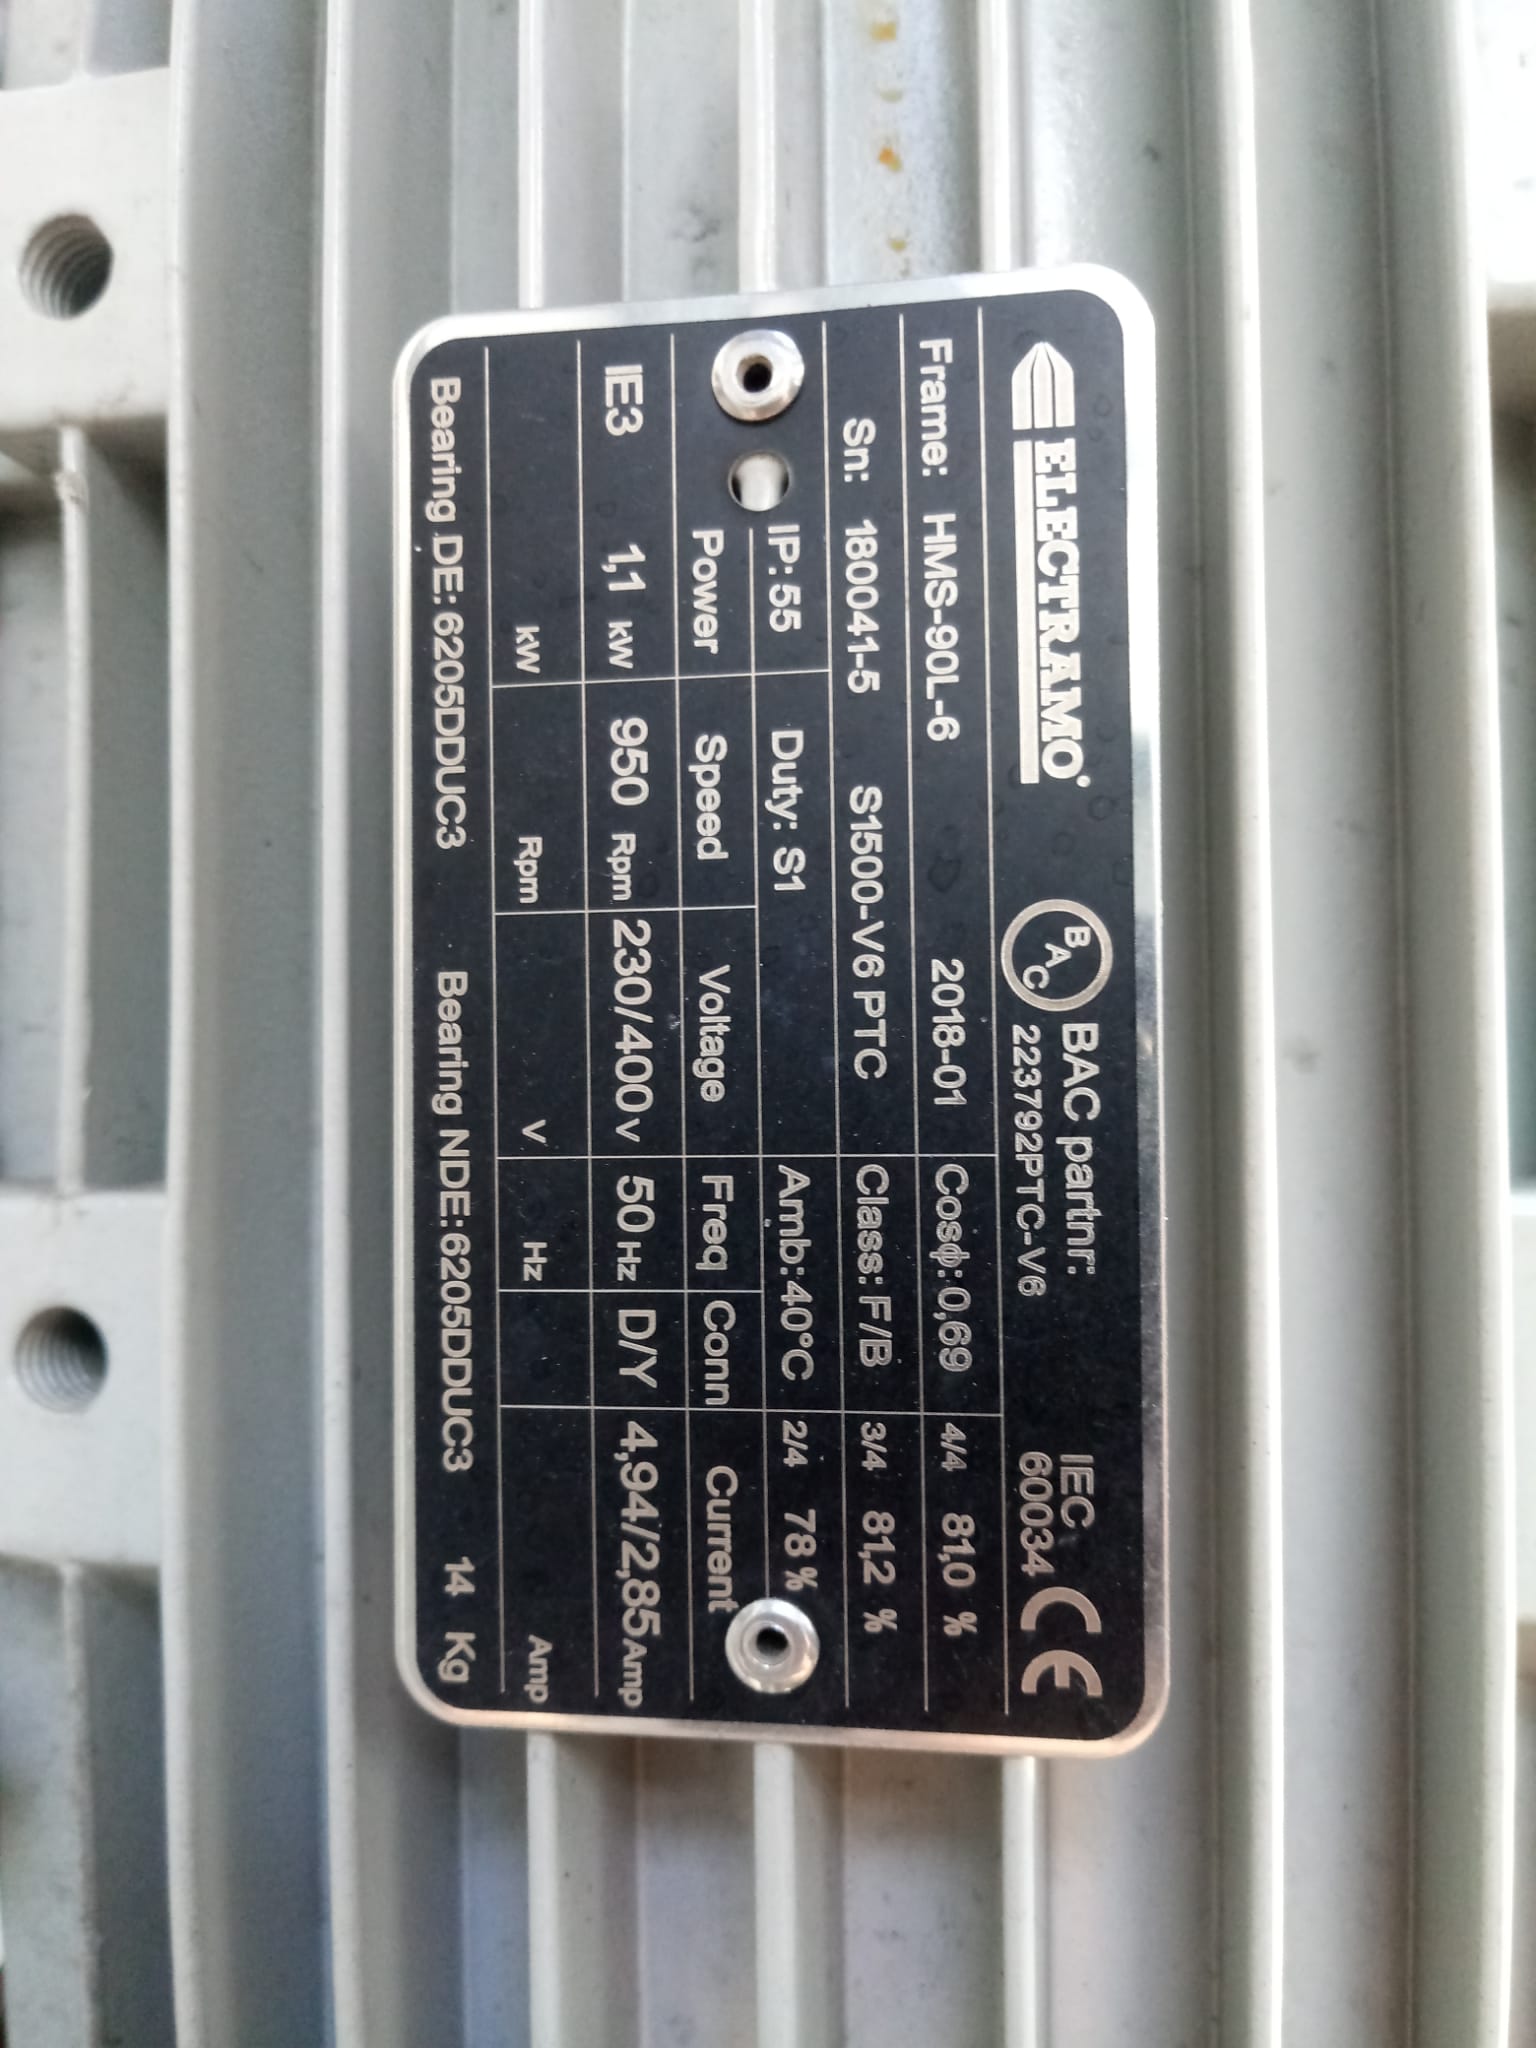 ELECTRAMO BAC BAC partnr: IEC CE
223792PTC-V6 60034
Frame: HMS-90L-6 2018-01 Cosɸ: 0,69 4/4 81,0 %
Sn: 180041-5 S1500-V6 PTC Class: F/B 3/4 81,2 %
IP: 55 Duty: S1 Amb: 40°C 2/4 78 %
Power Speed Voltage Freq Conn Current
IE3 1,1 kW 950 Rpm 230/400 V 50 Hz D/Y 4,94/2,85 Amp
kW Rpm V Hz Amp
Bearing DE: 6205DDUC3 Bearing NDE: 6205DDUC3 14 Kg